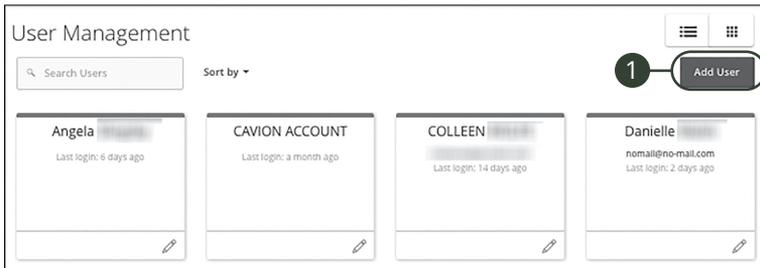 User Management
Search Users
Sort by
1
Add User
Angela
Last login: 6 days ago
CAVION ACCOUNT
Last login: a month ago
COLLEEN
Last login: 14 days ago
Danielle
nomail@no-mail.com
Last login: 2 days ago